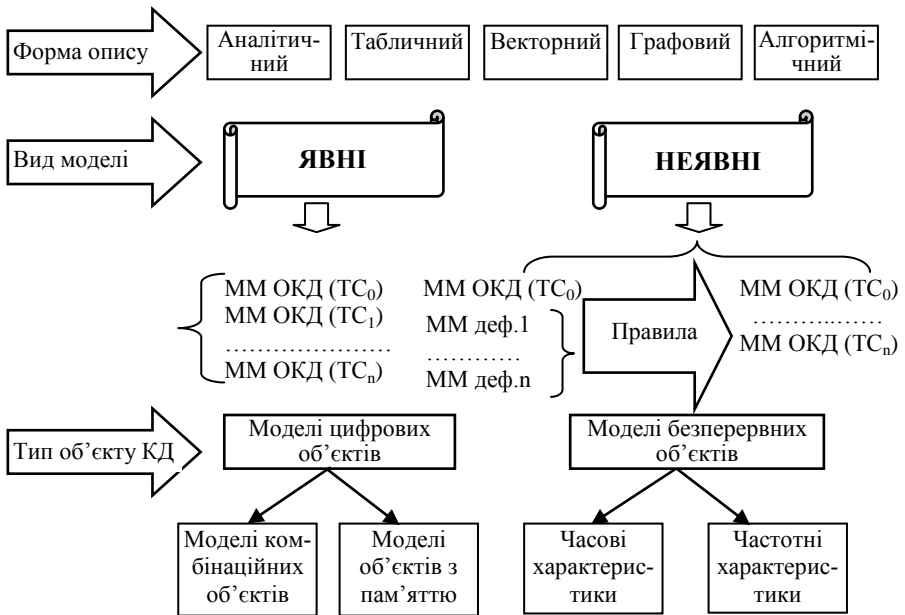 Форма опису
Аналітич-
ний
Табличний
Векторний
Графовий
Алгоритмі-
чний
Вид моделі
ЯВНІ
НЕЯВНІ
ММ ОКД (ТС₀)
ММ ОКД (ТС₁)
…………………
ММ ОКД (ТСₙ)
ММ ОКД (ТС₀)
ММ деф.1
…………
ММ деф.n
Правила
ММ ОКД (ТС₀)
………..……
ММ ОКД (ТСₙ)
Тип об’єкту КД
Моделі цифрових
об’єктів
Моделі безперервних
об’єктів
Моделі ком-
бінаційних
об’єктів
Моделі
об’єктів з
пам’яттю
Часові
характерис-
тики
Частотні
характерис-
тики